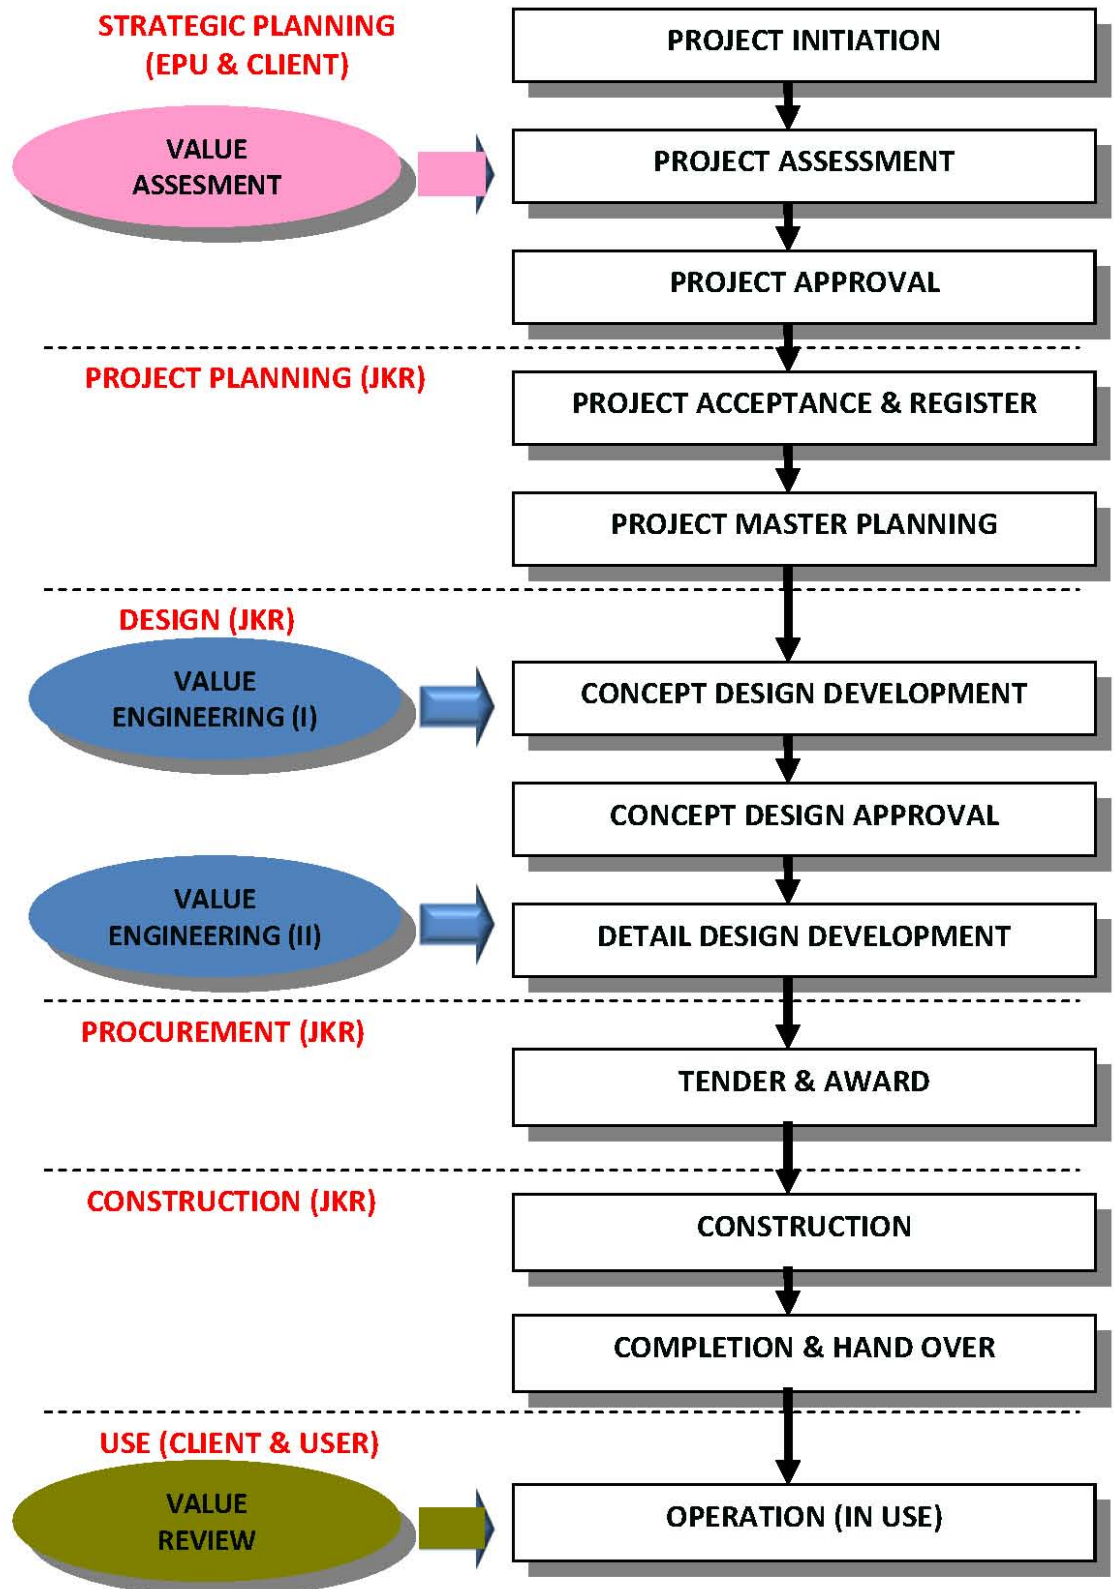 STRATEGIC PLANNING
(EPU & CLIENT)
PROJECT INITIATION
VALUE
ASSESMENT
PROJECT ASSESSMENT
PROJECT APPROVAL
PROJECT PLANNING (JKR)
PROJECT ACCEPTANCE & REGISTER
PROJECT MASTER PLANNING
DESIGN (JKR)
VALUE
ENGINEERING (I)
CONCEPT DESIGN DEVELOPMENT
CONCEPT DESIGN APPROVAL
VALUE
ENGINEERING (II)
DETAIL DESIGN DEVELOPMENT
PROCUREMENT (JKR)
TENDER & AWARD
CONSTRUCTION (JKR)
CONSTRUCTION
COMPLETION & HAND OVER
USE (CLIENT & USER)
VALUE
REVIEW
OPERATION (IN USE)